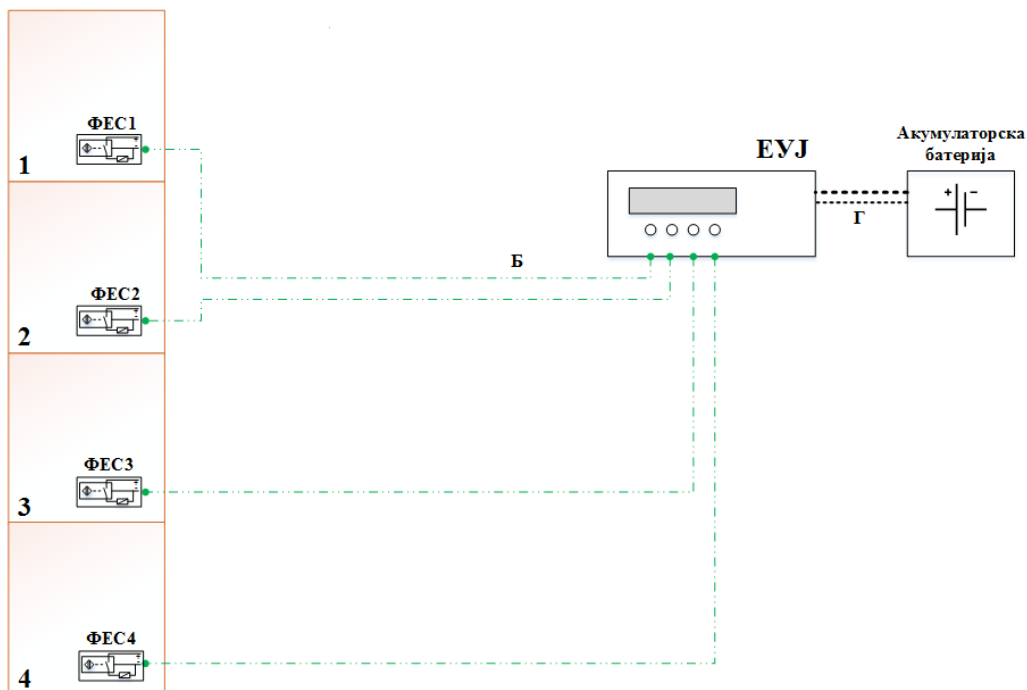 ФЕС1
1
ФЕС2
2
ФЕС3
3
ФЕС4
4
Б
ЕУЈ
Г
Акумулаторска
батерија
+ −